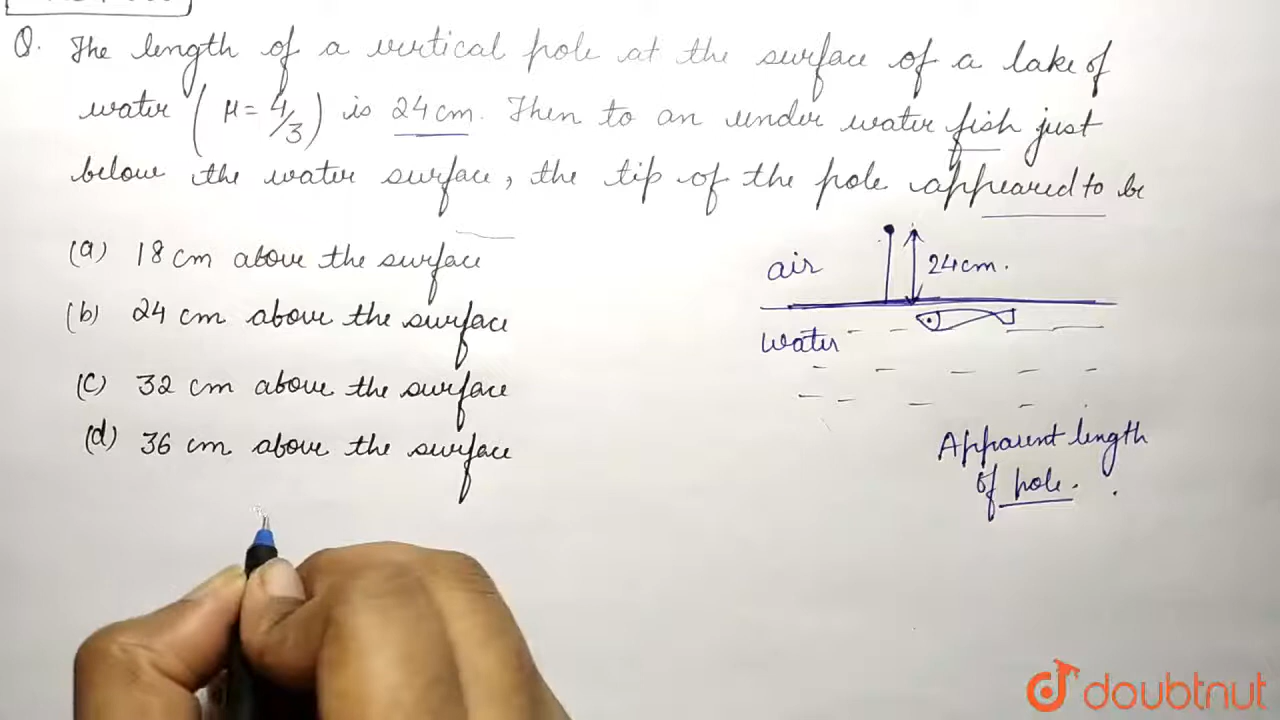 Q. The length of a vertical pole at the surface of a lake of
water (μ = 4/3) is 24 cm. Then to an under water fish just
below the water surface, the tip of the pole appeared to be
(a) 18 cm above the surface
(b) 24 cm above the surface
(c) 32 cm above the surface
(d) 36 cm above the surface
air
24cm.
water
Apparent length
of pole.
doubtnut